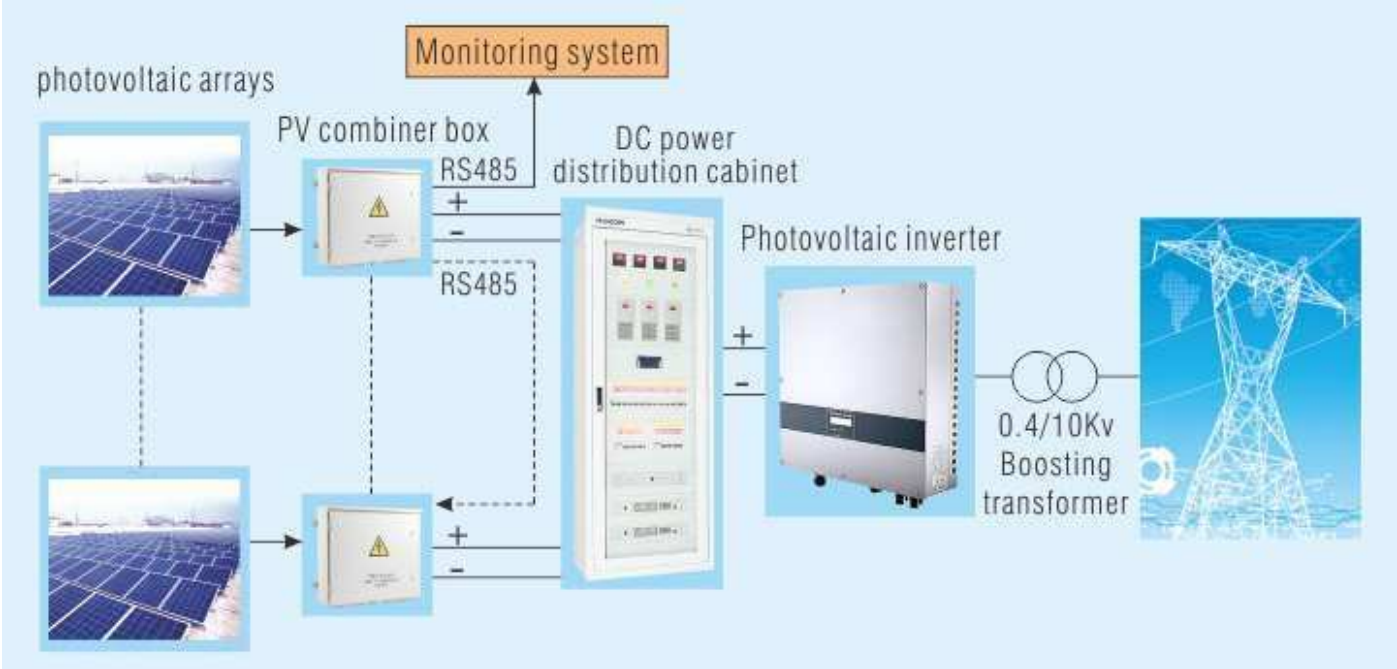 Monitoring system
photovoltaic arrays
PV combiner box
RS485
+
-
RS485
DC power
distribution cabinet
Photovoltaic inverter
+
-
0.4/10Kv
Boosting
transformer
+
-